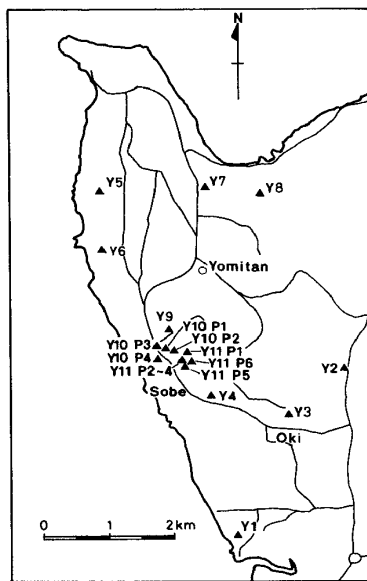 N
Y5
Y7
Y8
Y6
Yomitan
Y9
Y10 P1
Y10 P3
Y10 P2
Y10 P4
Y11 P1
Y11 P6
Y11 P2~4
Y11 P5
Y2
Sobe
Y4
Y3
Oki
0 1 2km
Y1